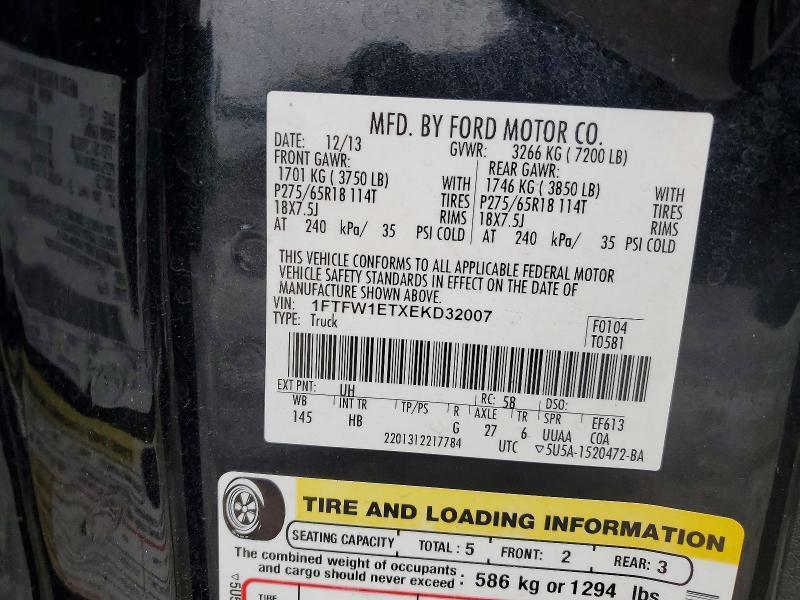 MFD. BY FORD MOTOR CO.
DATE: 12/13 GVWR: 3266 KG ( 7200 LB)
FRONT GAWR: REAR GAWR:
1701 KG ( 3750 LB) WITH 1746 KG ( 3850 LB) WITH
P275/65R18 114T TIRES P275/65R18 114T TIRES
18X7.5J RIMS 18X7.5J RIMS
AT 240 kPa/ 35 PSI COLD AT 240 kPa/ 35 PSI COLD
THIS VEHICLE CONFORMS TO ALL APPLICABLE FEDERAL MOTOR
VEHICLE SAFETY STANDARDS IN EFFECT ON THE DATE OF
MANUFACTURE SHOWN ABOVE.
VIN: 1FTFW1ETXEKD32007
TYPE: Truck
F0104
T0581
EXT PNT: UH RC: 58 DSO:
WB INT TR TP/PS R AXLE TR SPR EF613
145 HB G 27 6 UUAA COA
2201312217784 UTC ▽5U5A-1520472-BA
TIRE AND LOADING INFORMATION
SEATING CAPACITY TOTAL : 5 FRONT: 2 REAR: 3
The combined weight of occupants
and cargo should never exceed : 586 kg or 1294 lbs
TIRE